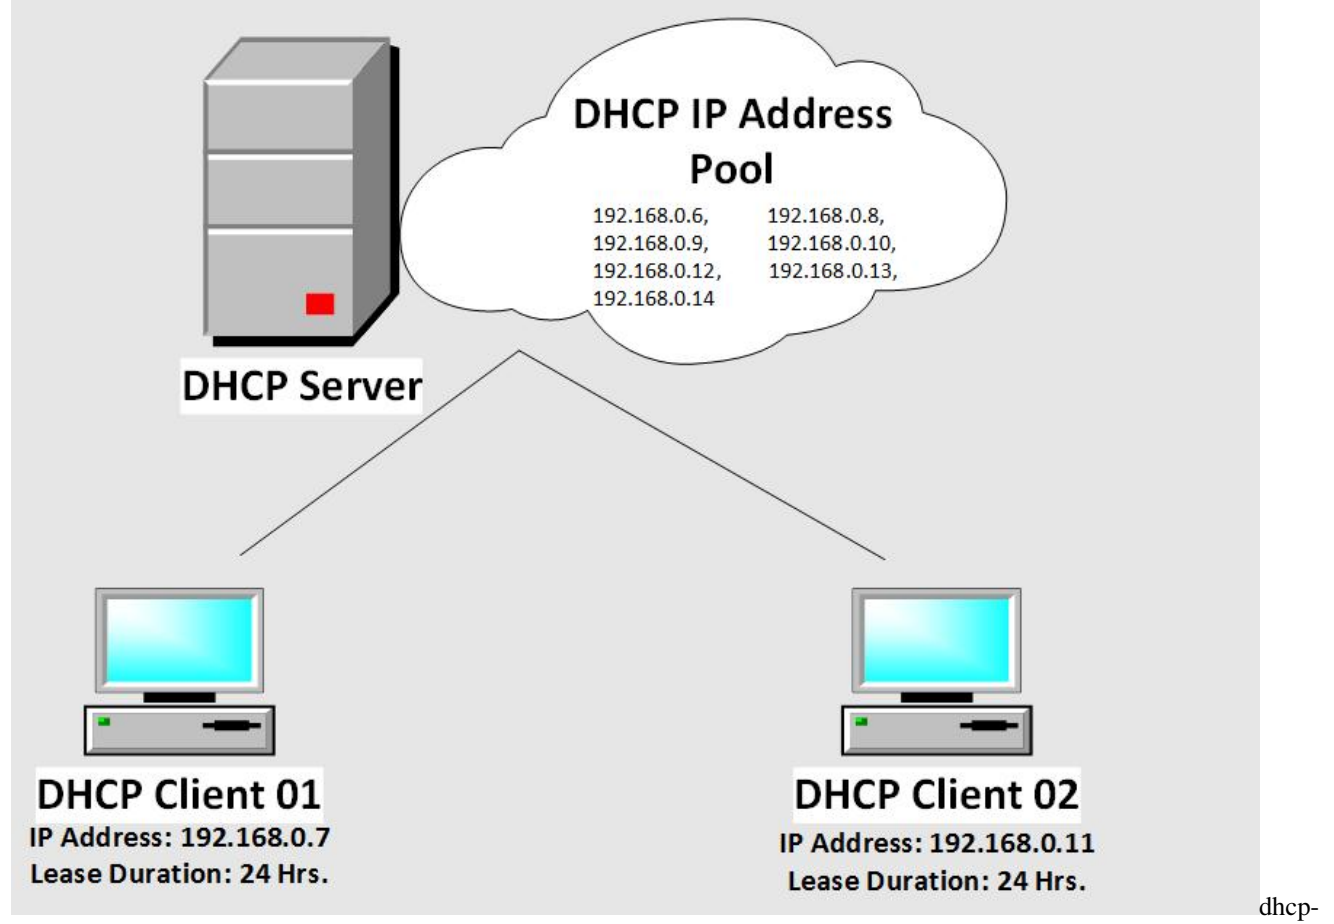 DHCP IP Address
Pool
192.168.0.6, 192.168.0.8,
192.168.0.9, 192.168.0.10,
192.168.0.12, 192.168.0.13,
192.168.0.14
DHCP Server
DHCP Client 01
IP Address: 192.168.0.7
Lease Duration: 24 Hrs.
DHCP Client 02
IP Address: 192.168.0.11
Lease Duration: 24 Hrs.
dhcp-